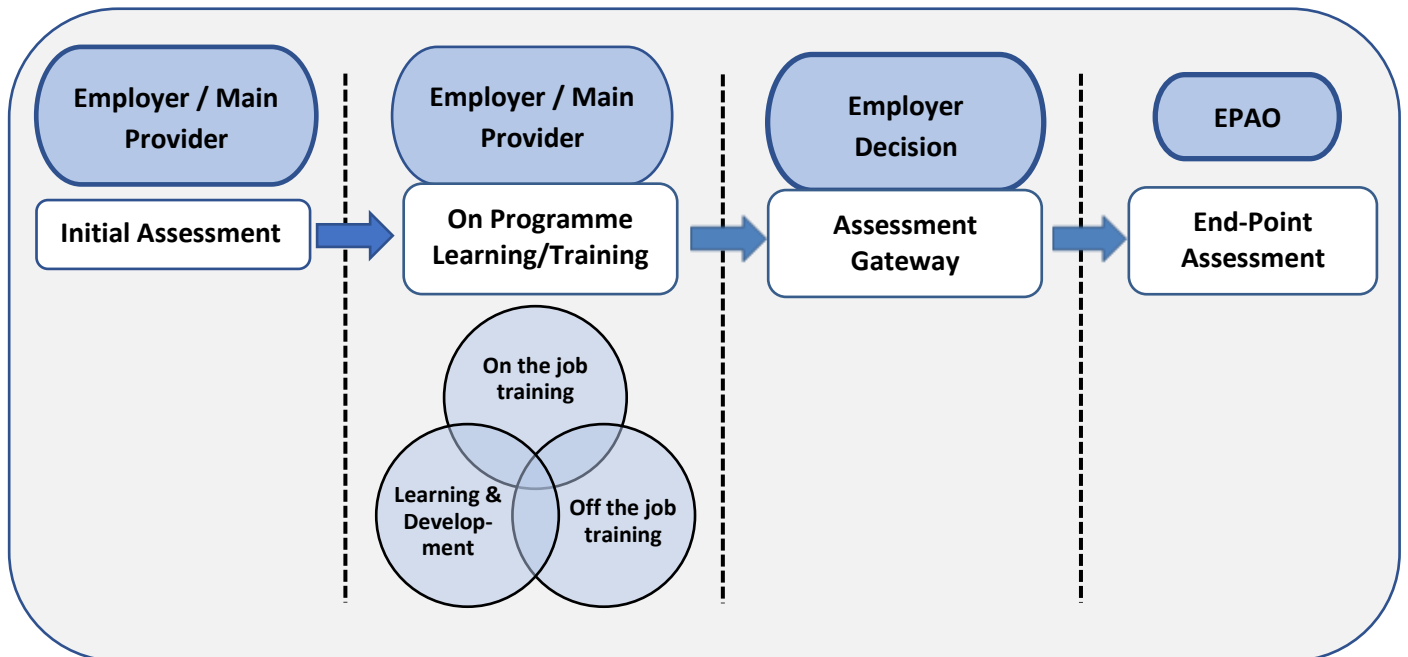 Employer / Main
Provider
Initial Assessment
Employer / Main
Provider
On Programme
Learning/Training
On the job
training
Learning &
Develop-
ment
Off the job
training
Employer
Decision
Assessment
Gateway
EPAO
End-Point
Assessment